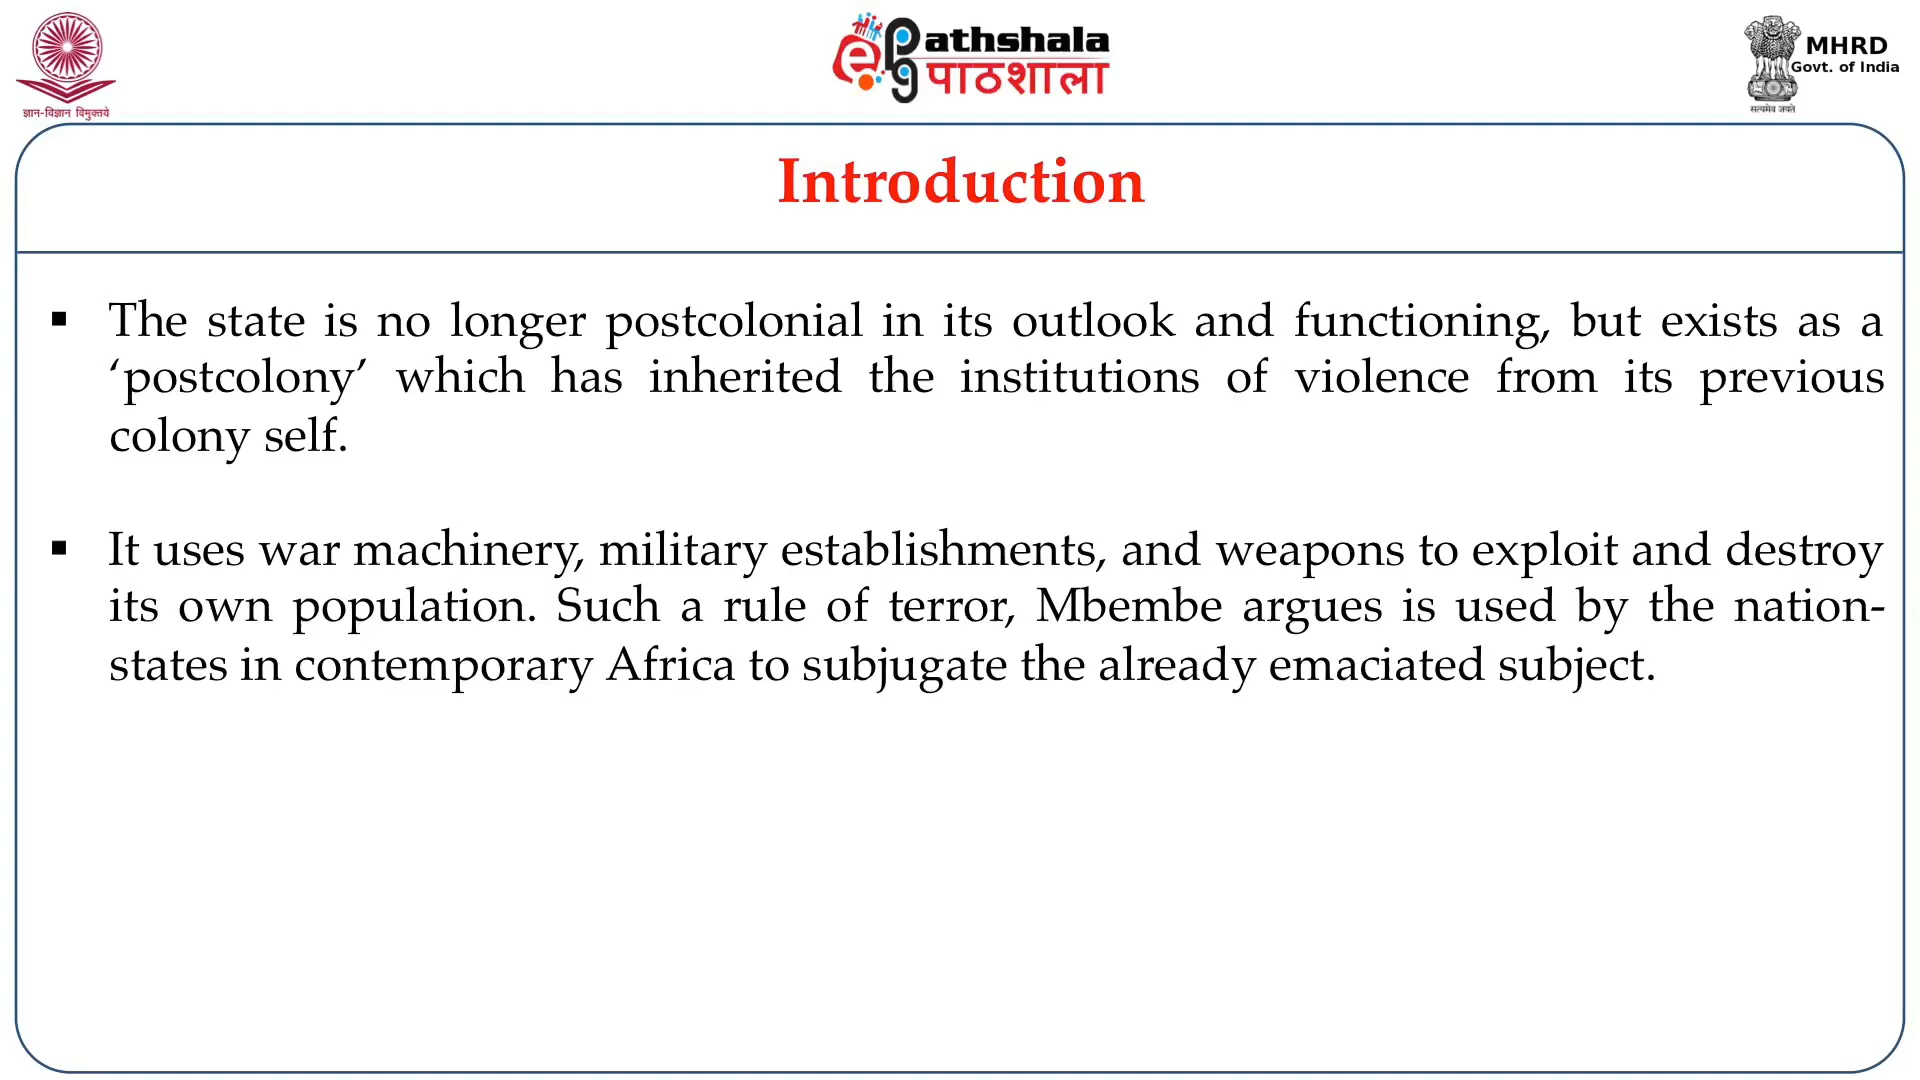 ज्ञान-विज्ञान विमुक्तये
ePathshala
पाठशाला
MHRD
Govt. of India
सत्यमेव जयते
Introduction
▪ The state is no longer postcolonial in its outlook and functioning, but exists as a
‘postcolony’ which has inherited the institutions of violence from its previous
colony self.
▪ It uses war machinery, military establishments, and weapons to exploit and destroy
its own population. Such a rule of terror, Mbembe argues is used by the nation-
states in contemporary Africa to subjugate the already emaciated subject.